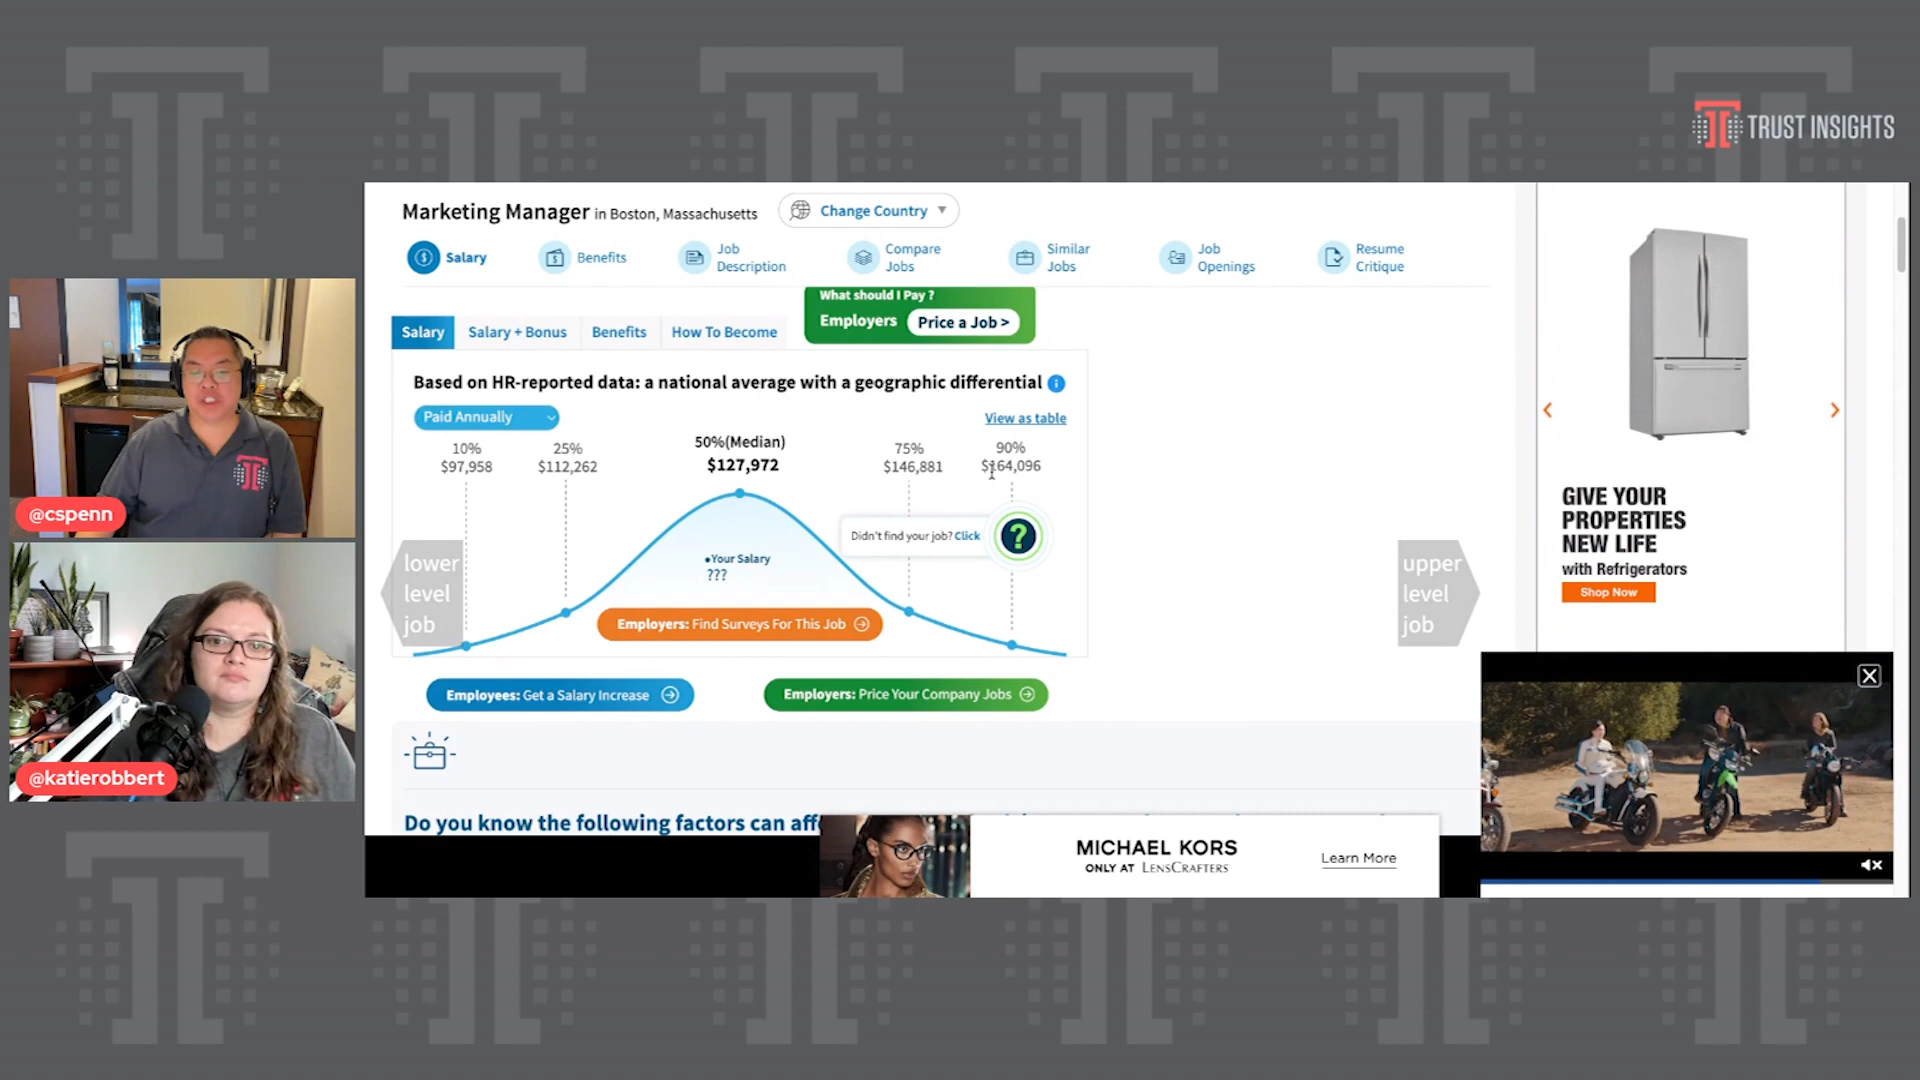 TRUST INSIGHTS
Marketing Manager in Boston, Massachusetts
Change Country
Salary
Benefits
Job
Description
Compare
Jobs
Similar
Jobs
Job
Openings
Resume
Critique
What should I Pay ?
Employers Price a Job >
Salary
Salary + Bonus
Benefits
How To Become
Based on HR-reported data: a national average with a geographic differential
Paid Annually
View as table
10%
$97,958
25%
$112,262
50%(Median)
$127,972
75%
$146,881
90%
$164,096
Didn't find your job? Click
?
•Your Salary
???
Employers: Find Surveys For This Job
lower
level
job
upper
level
job
Employees: Get a Salary Increase
Employers: Price Your Company Jobs
Do you know the following factors can aff
GIVE YOUR
PROPERTIES
NEW LIFE
with Refrigerators
Shop Now
MICHAEL KORS
ONLY AT LENSCRAFTERS
Learn More
@cspenn
@katierobbert